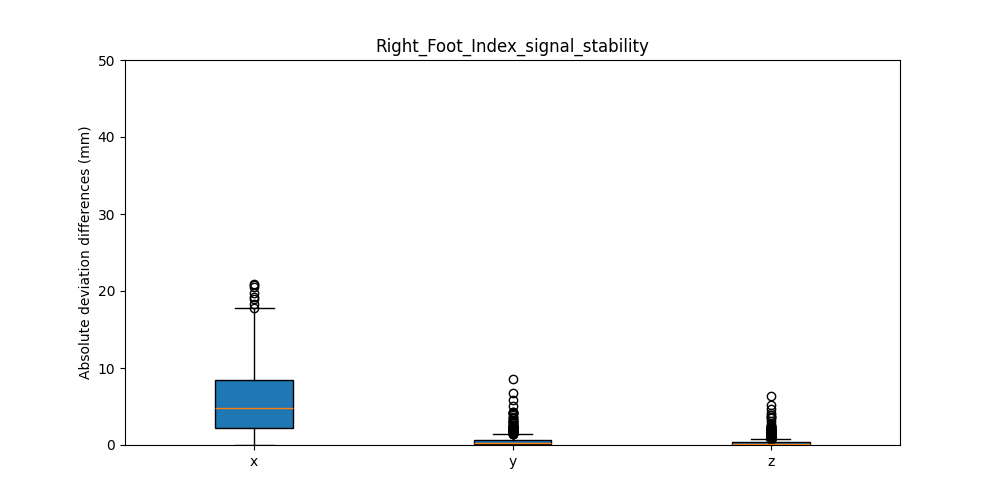 Right_Foot_Index_signal_stability
Absolute deviation differences (mm)
50
40
30
20
10
0
x y z